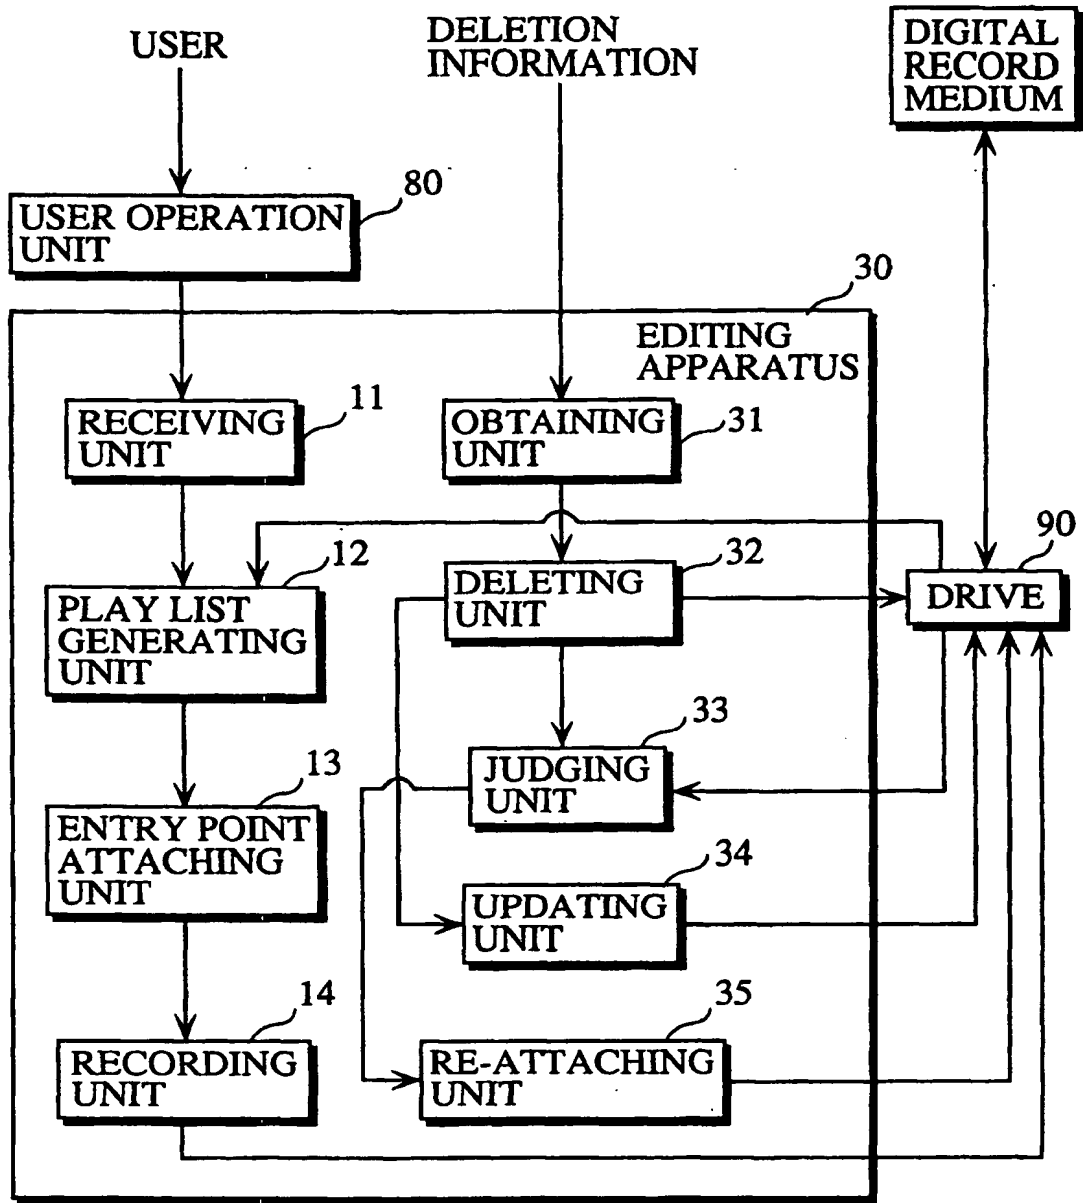 USER
DELETION
INFORMATION
DIGITAL
RECORD
MEDIUM
80
USER OPERATION
UNIT
30
EDITING
APPARATUS
11
RECEIVING
UNIT
31
OBTAINING
UNIT
12
PLAY LIST
GENERATING
UNIT
32
DELETING
UNIT
90
DRIVE
33
JUDGING
UNIT
13
ENTRY POINT
ATTACHING
UNIT
34
UPDATING
UNIT
14
RECORDING
UNIT
35
RE-ATTACHING
UNIT